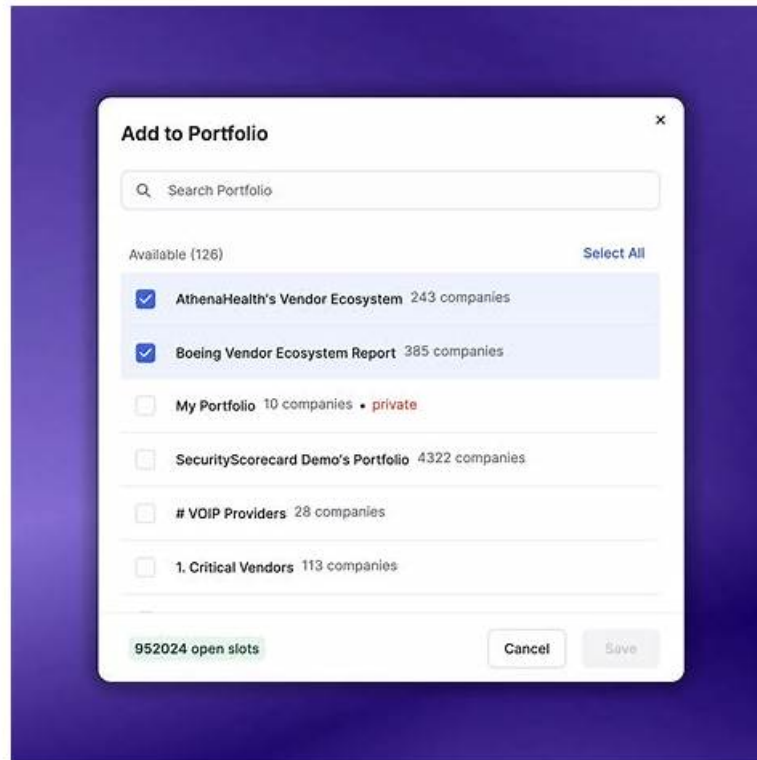 Add to Portfolio
Search Portfolio
Available (126) Select All
AthenaHealth's Vendor Ecosystem 243 companies
Boeing Vendor Ecosystem Report 385 companies
My Portfolio 10 companies • private
SecurityScorecard Demo's Portfolio 4322 companies
# VOIP Providers 28 companies
1. Critical Vendors 113 companies
952024 open slots Cancel Save